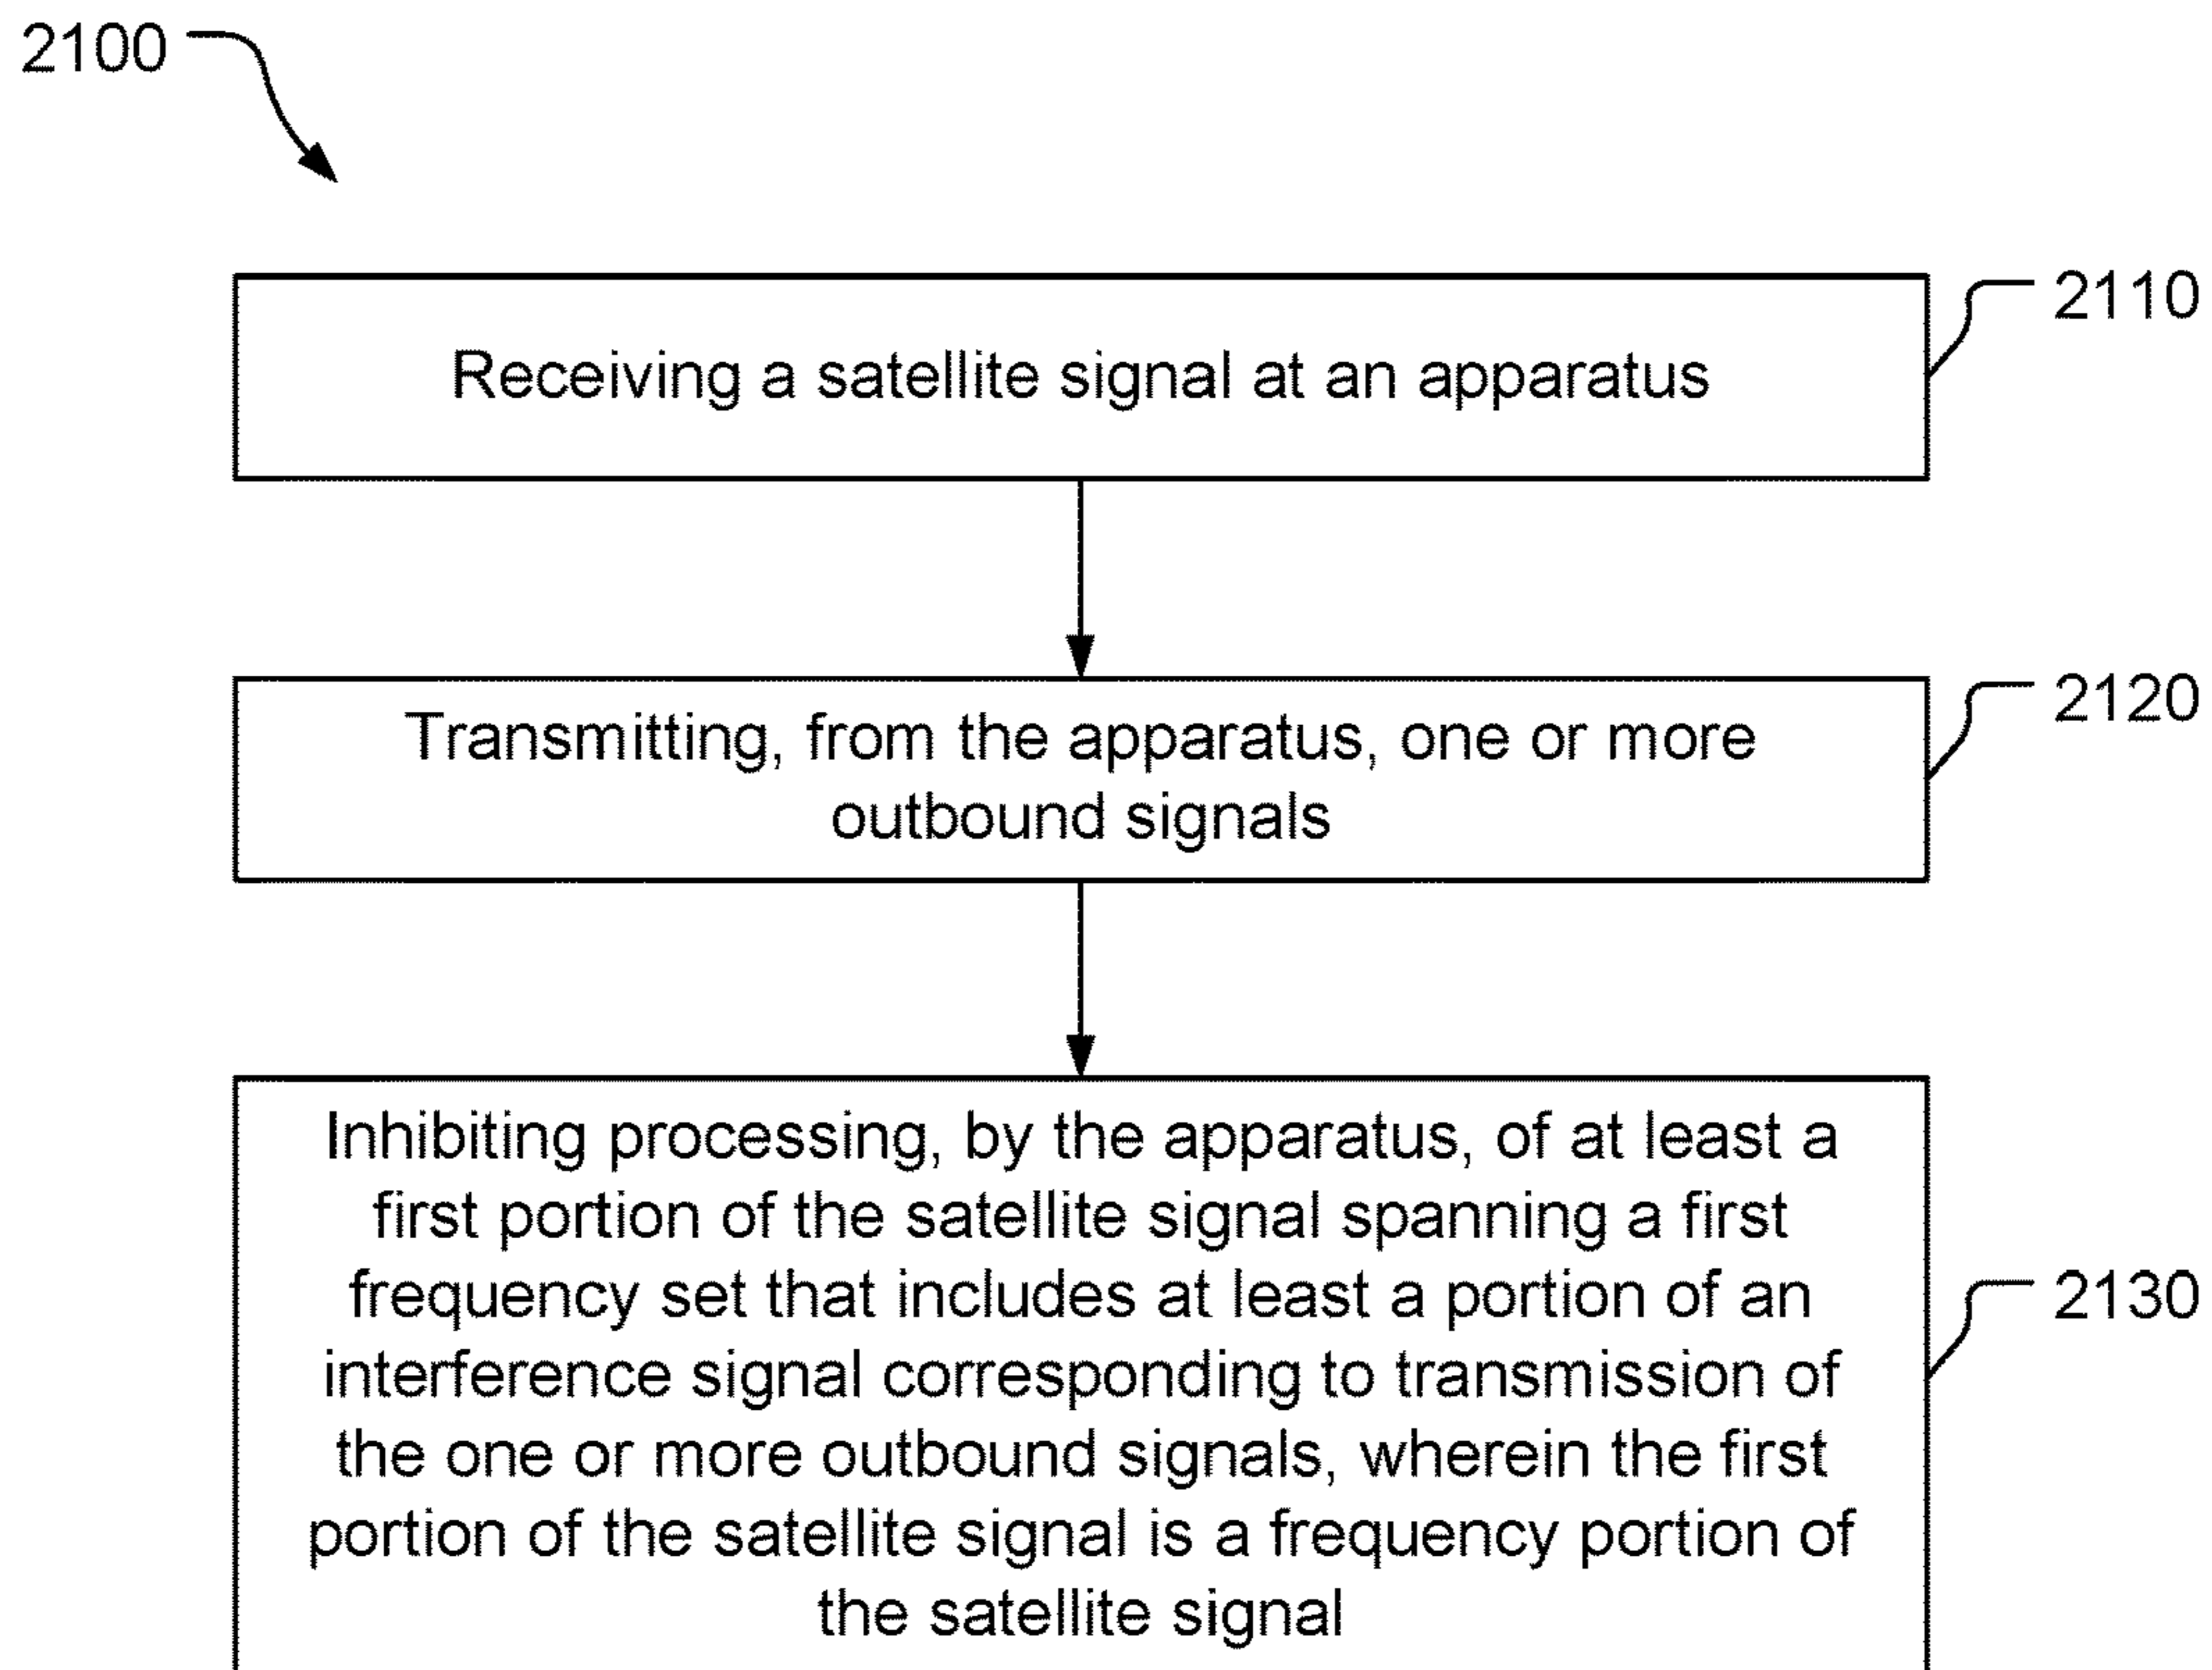 2100
2110
Receiving a satellite signal at an apparatus
2120
Transmitting, from the apparatus, one or more
outbound signals
Inhibiting processing, by the apparatus, of at least a
first portion of the satellite signal spanning a first
frequency set that includes at least a portion of an
2130
interference signal corresponding to transmission of
the one or more outbound signals, wherein the first
portion of the satellite signal is a frequency portion of
the satellite signal